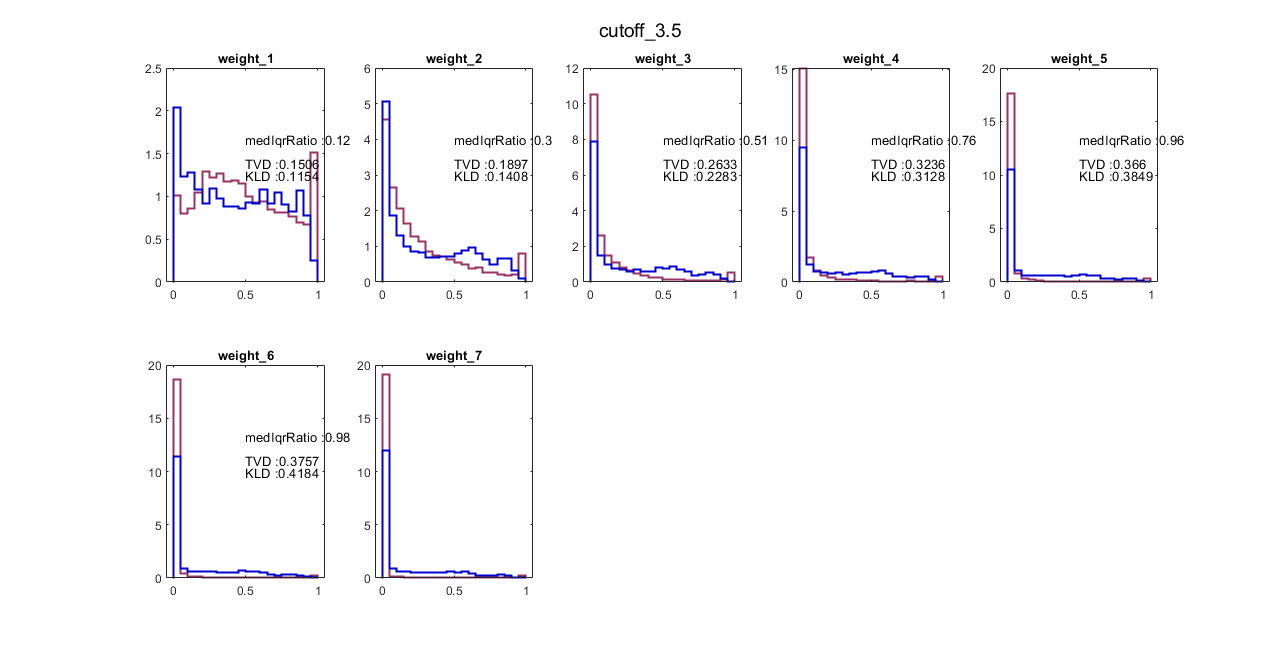 cutoff_3.5
weight_1
2.5
2
1.5
1
0.5
0
0 0.5 1
medIqrRatio :0.12
TVD :0.1506
KLD :0.1154
weight_2
6
5
4
3
2
1
0
0 0.5 1
medIqrRatio :0.3
TVD :0.1897
KLD :0.1408
weight_3
12
10
8
6
4
2
0
0 0.5 1
medIqrRatio :0.51
TVD :0.2633
KLD :0.2283
weight_4
15
10
5
0
0 0.5 1
medIqrRatio :0.76
TVD :0.3236
KLD :0.3128
weight_5
20
15
10
5
0
0 0.5 1
medIqrRatio :0.96
TVD :0.366
KLD :0.3849
weight_6
20
15
10
5
0
0 0.5 1
medIqrRatio :0.98
TVD :0.3757
KLD :0.4184
weight_7
20
15
10
5
0
0 0.5 1